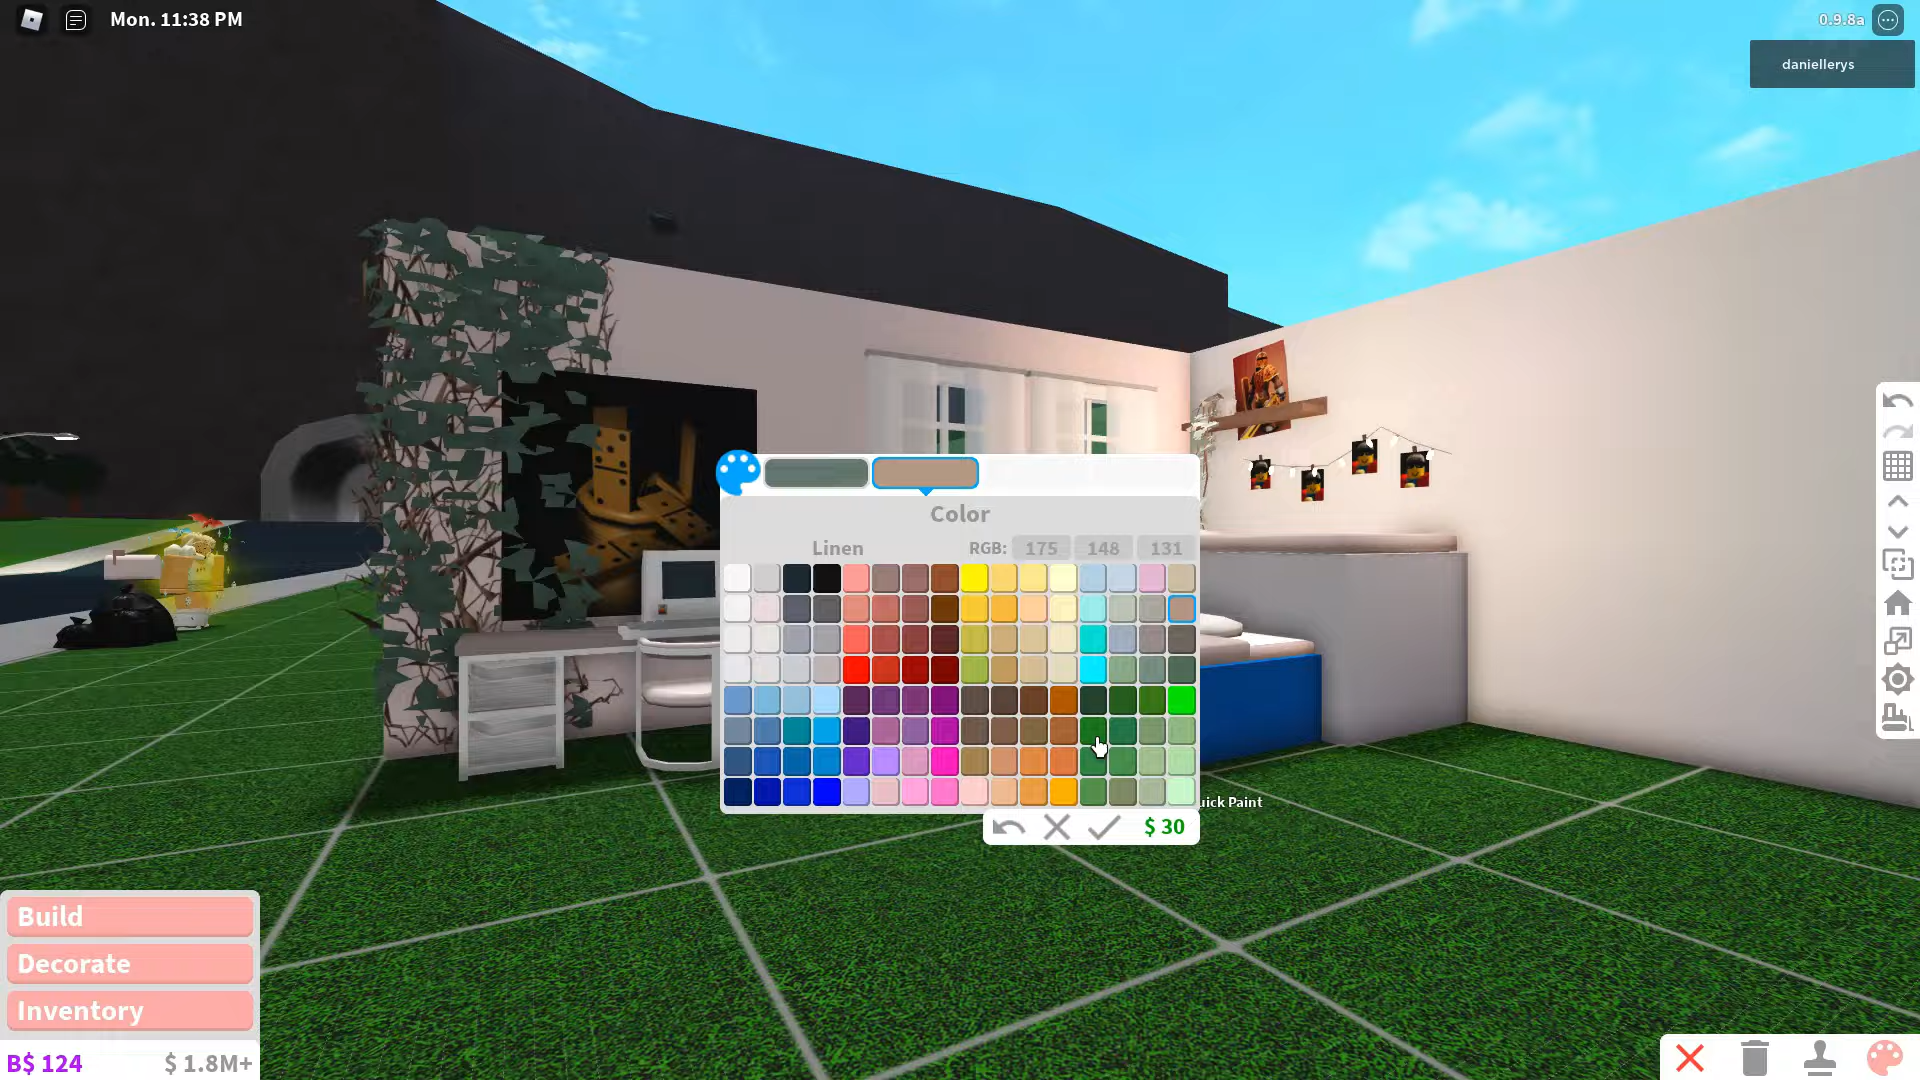 Mon. 11:38 PM
0.9.8a
daniellerys
Color
Linen
RGB: 175 148 131
uick Paint
$ 30
Build
Decorate
Inventory
B$ 124
$ 1.8M+